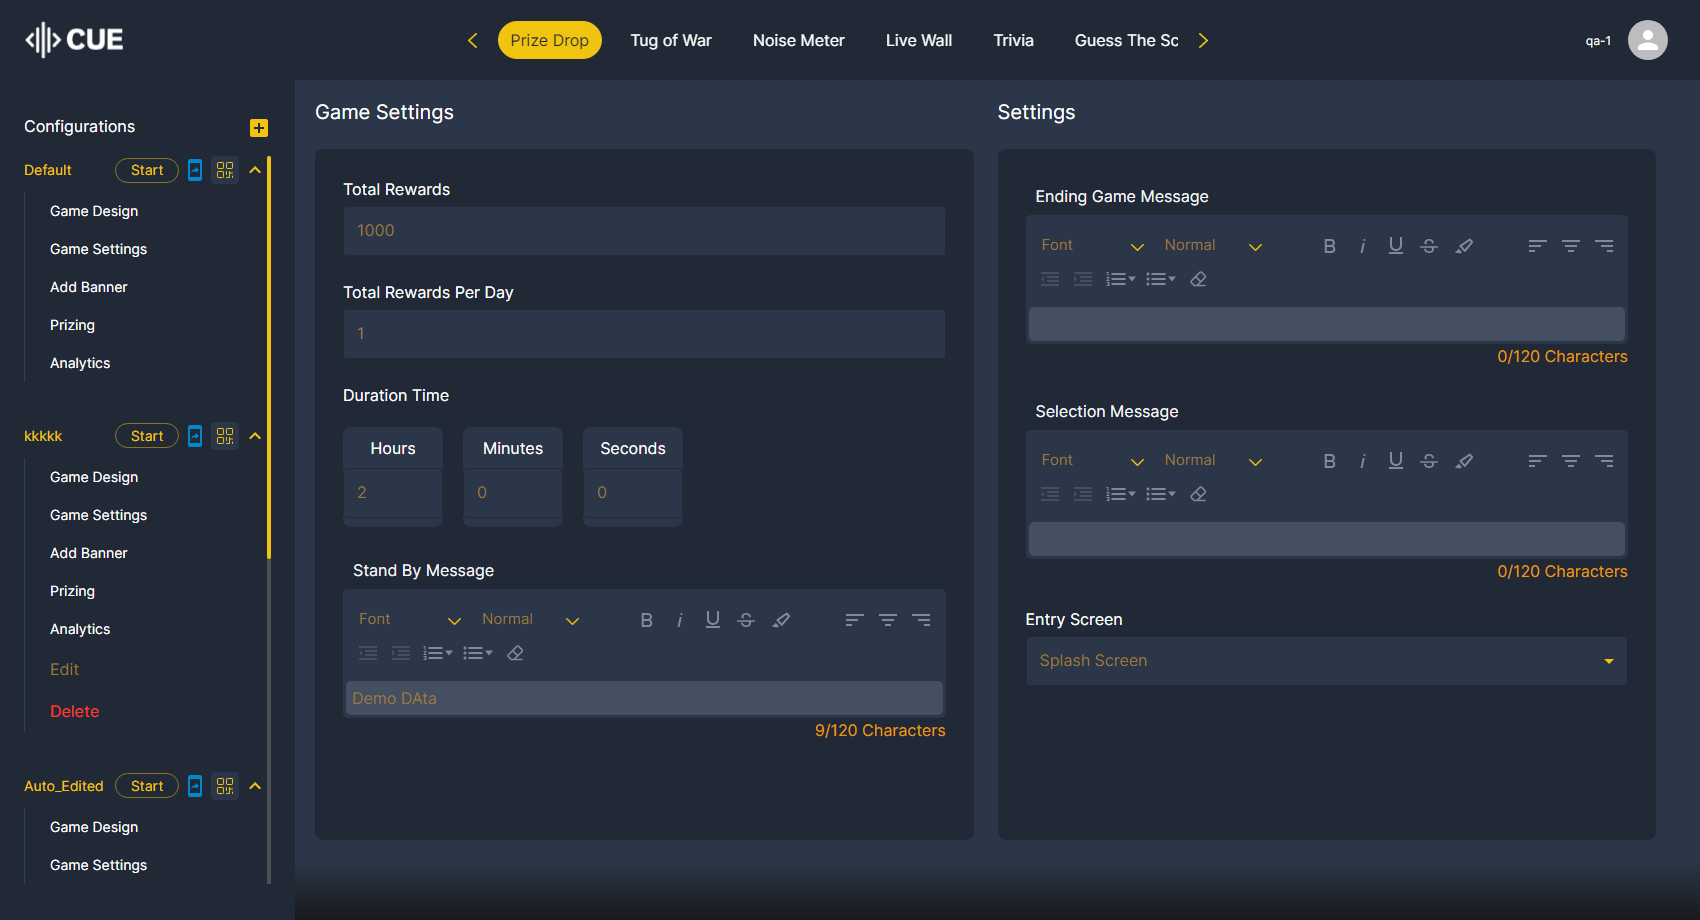 CUE
Prize Drop
Tug of War
Noise Meter
Live Wall
Trivia
Guess The Sc
qa-1
Configurations
Default
Start
Game Design
Game Settings
Add Banner
Prizing
Analytics
kkkkk
Start
Game Design
Game Settings
Add Banner
Prizing
Analytics
Edit
Delete
Auto_Edited
Start
Game Design
Game Settings
Game Settings
Total Rewards
1000
Total Rewards Per Day
1
Duration Time
Hours
Minutes
Seconds
2
0
0
Stand By Message
Font
Normal
Demo DAta
9/120 Characters
Settings
Ending Game Message
Font
Normal
0/120 Characters
Selection Message
Font
Normal
0/120 Characters
Entry Screen
Splash Screen